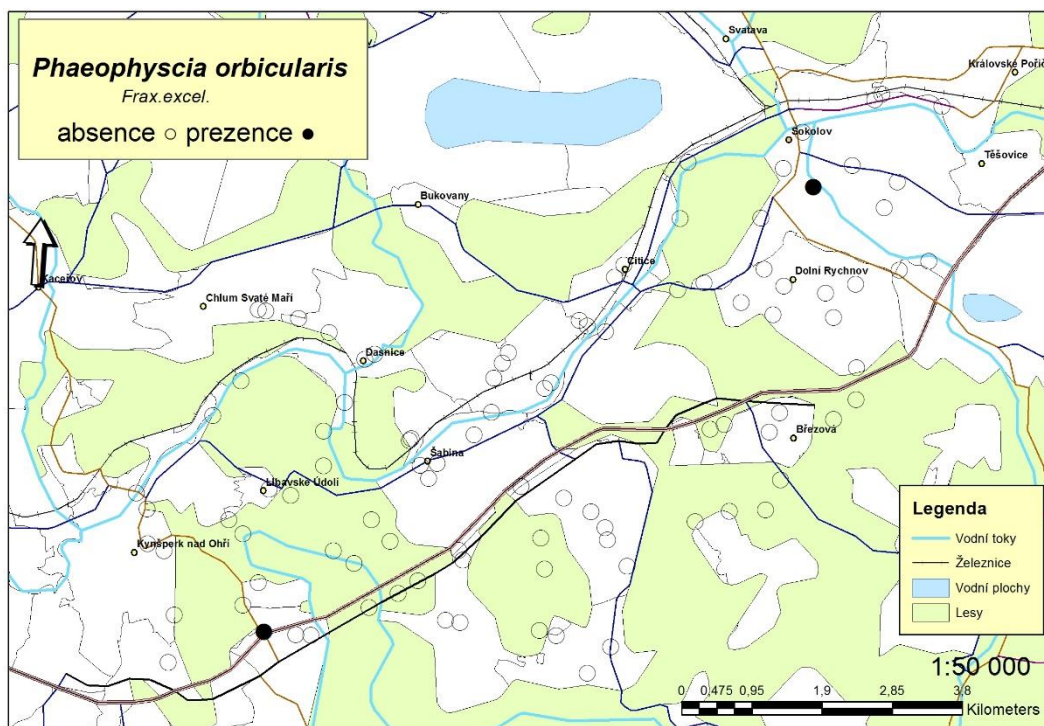 Phaeophyscia orbicularis
Frax.excel.
absence ○ prezence ●
Svatava
Královské Poříč
Sokolov
Těšovice
Bukovany
Citice
Dolní Rychnov
Kaceřov
Chlum Svaté Maří
Dasnice
Březová
Šabina
Libavské Údolí
Kynšperk nad Ohří
Legenda
Vodní toky
Železnice
Vodní plochy
Lesy
1:50 000
0 0,475 0,95 1,9 2,85 3,8
Kilometers